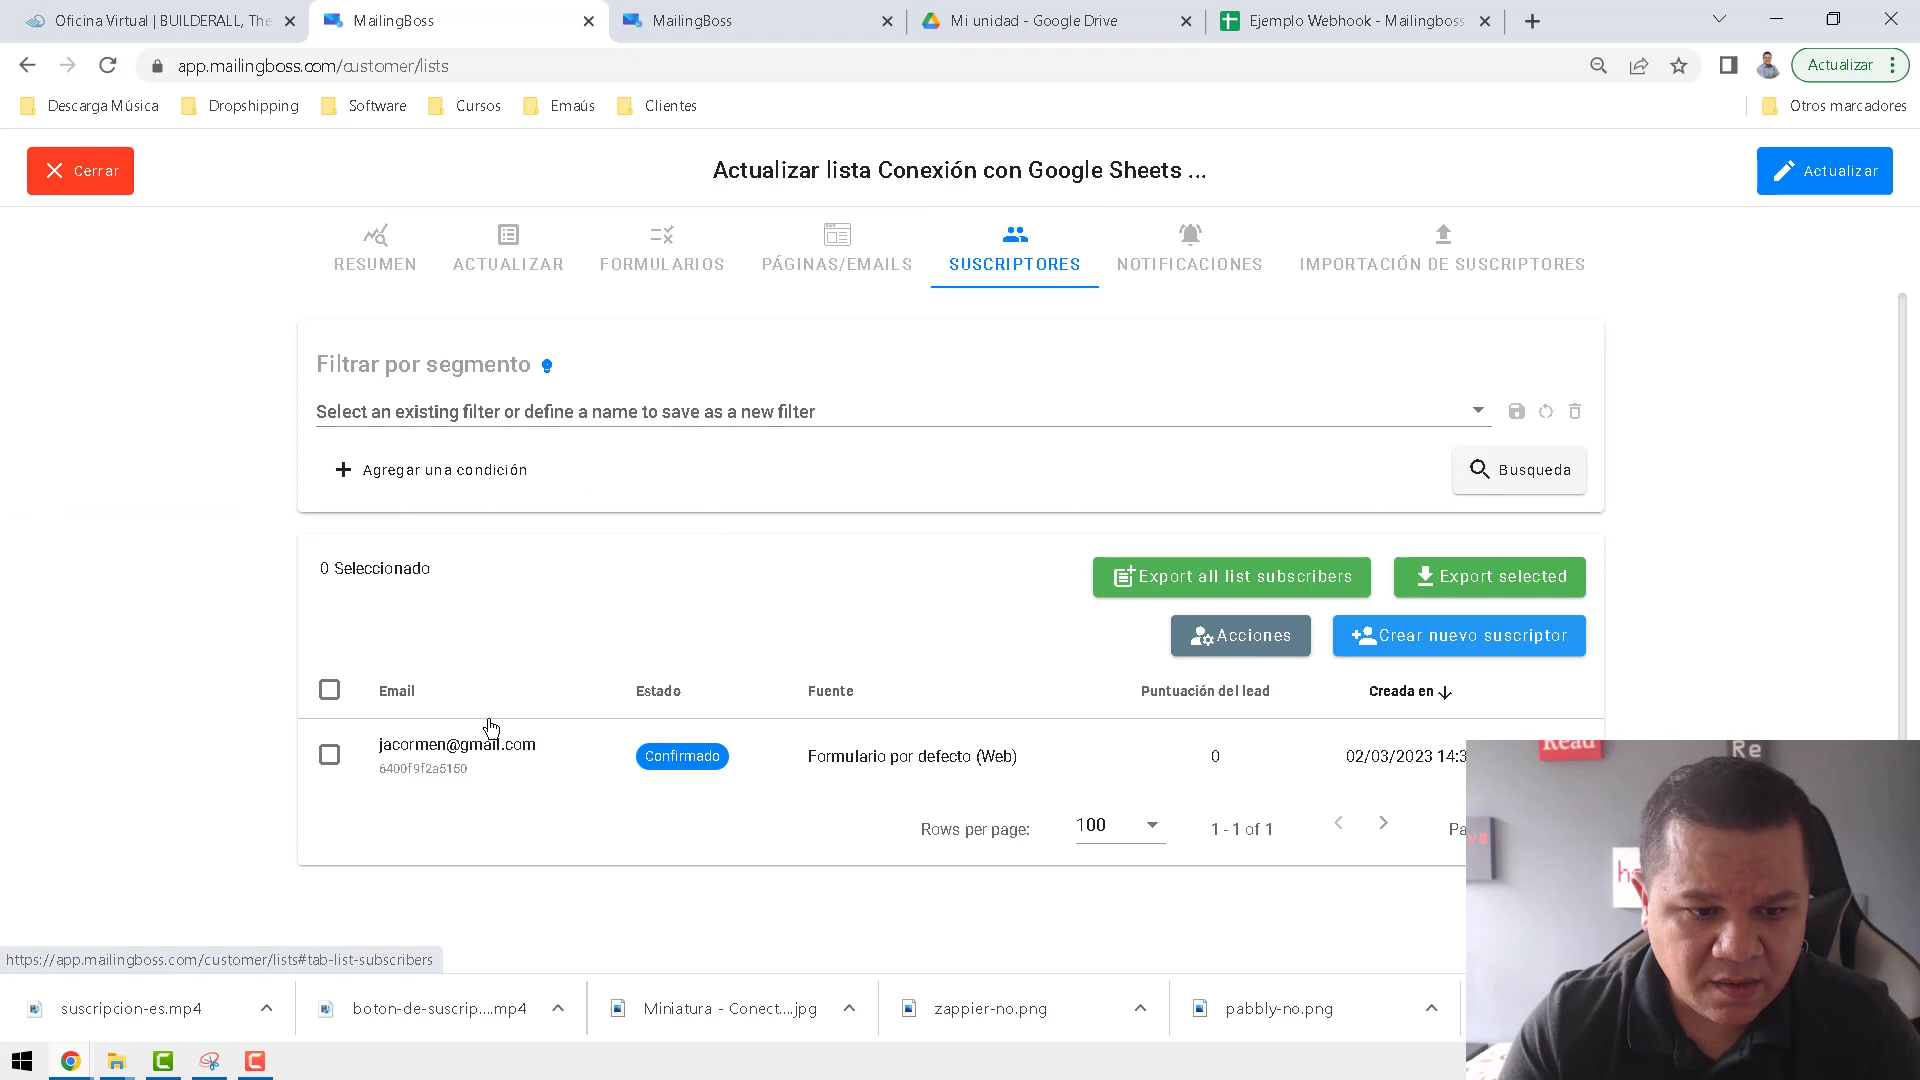 Oficina Virtual | BUILDERALL, The
MailingBoss
MailingBoss
Mi unidad - Google Drive
Ejemplo Webhook - Mailingboss
app.mailingboss.com/customer/lists
Actualizar
Descarga Música
Dropshipping
Software
Cursos
Emaús
Clientes
Otros marcadores
Cerrar
Actualizar lista Conexión con Google Sheets ...
Actualizar
RESUMEN
ACTUALIZAR
FORMULARIOS
PÁGINAS/EMAILS
SUSCRIPTORES
NOTIFICACIONES
IMPORTACIÓN DE SUSCRIPTORES
Filtrar por segmento
Select an existing filter or define a name to save as a new filter
Agregar una condición
Busqueda
0 Seleccionado
Export all list subscribers
Export selected
Acciones
Crear nuevo suscriptor
Email
Estado
Fuente
Puntuación del lead
Creada en
jacormen@gmail.com
6400f9f2a5150
Confirmado
Formulario por defecto (Web)
0
02/03/2023 14:3
Rows per page:
100
1 - 1 of 1
Pa
Read
Re
https://app.mailingboss.com/customer/lists#tab-list-subscribers
suscripcion-es.mp4
boton-de-suscrip....mp4
Miniatura - Conect....jpg
zappier-no.png
pabbly-no.png